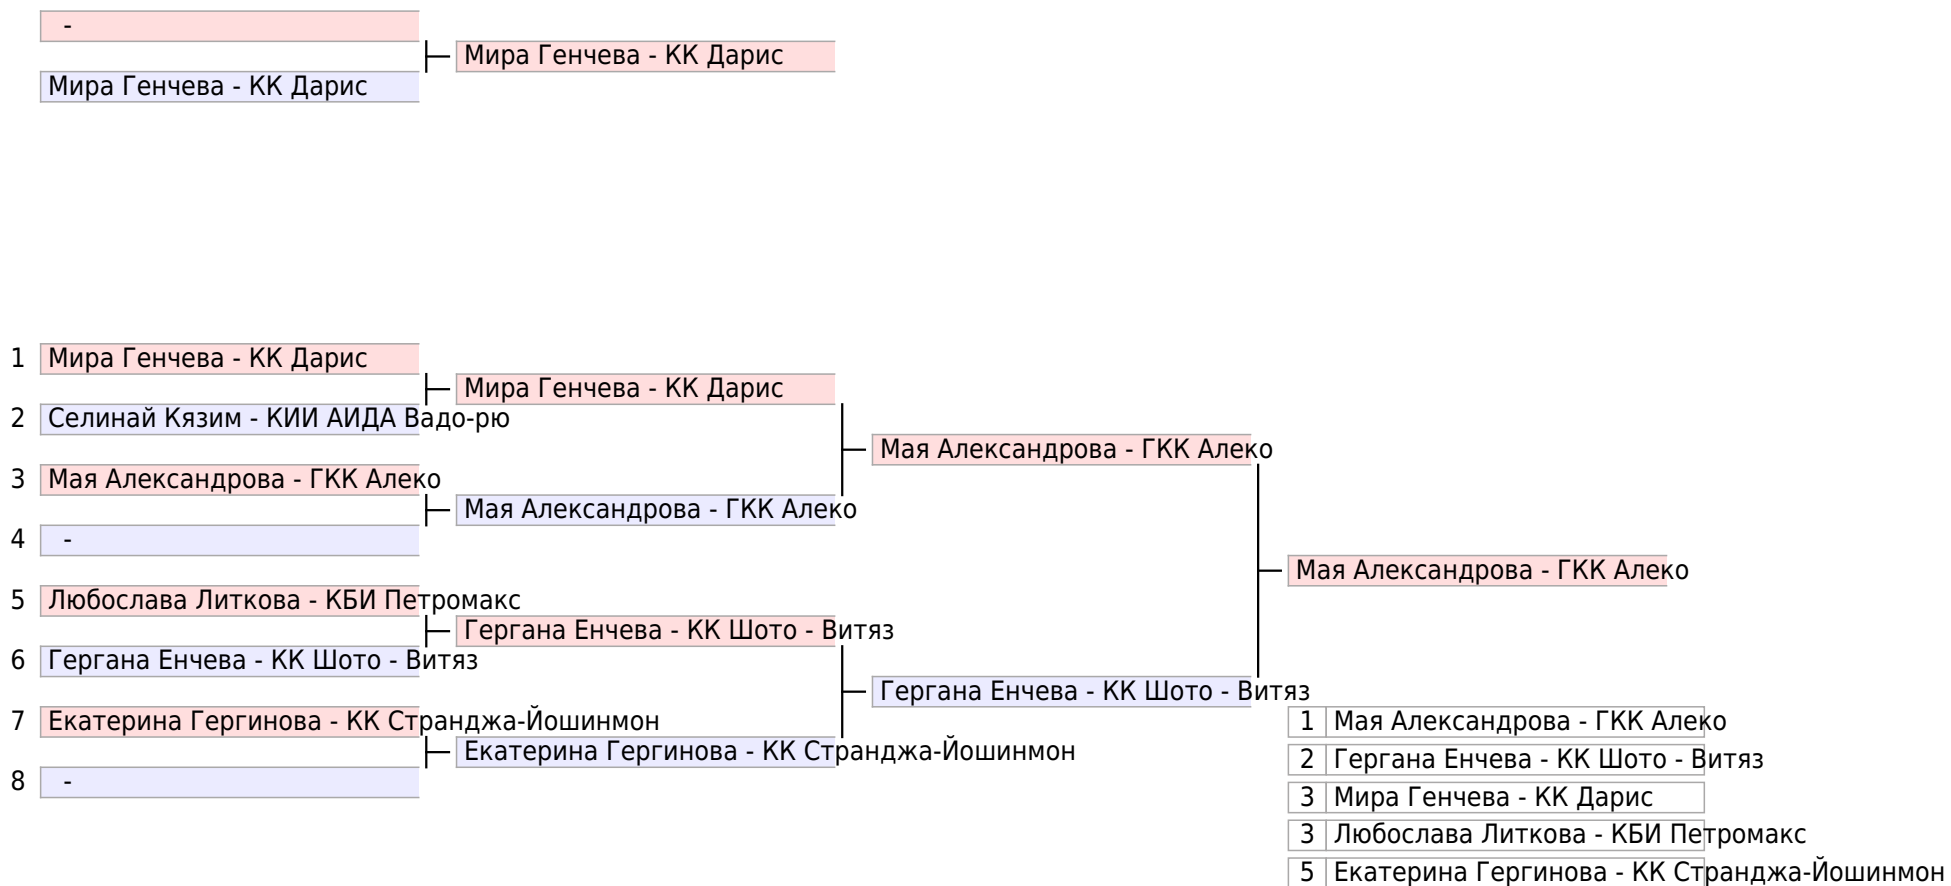 -
Мира Генчева - КК Дарис
Мира Генчева - КК Дарис
1 Мира Генчева - КК Дарис
Мира Генчева - КК Дарис
2 Селинай Кязим - КИИ АИДА Вадо-рю
Мая Александрова - ГКК Алеко
3 Мая Александрова - ГКК Алеко
Мая Александрова - ГКК Алеко
4 -
Мая Александрова - ГКК Алеко
5 Любослава Литкова - КБИ Петромакс
Гергана Енчева - КК Шото - Витяз
6 Гергана Енчева - КК Шото - Витяз
Гергана Енчева - КК Шото - Витяз
7 Екатерина Гергинова - КК Странджа-Йошинмон
Екатерина Гергинова - КК Странджа-Йошинмон
8 -
1 Мая Александрова - ГКК Алеко
2 Гергана Енчева - КК Шото - Витяз
3 Мира Генчева - КК Дарис
3 Любослава Литкова - КБИ Петромакс
5 Екатерина Гергинова - КК Странджа-Йошинмон